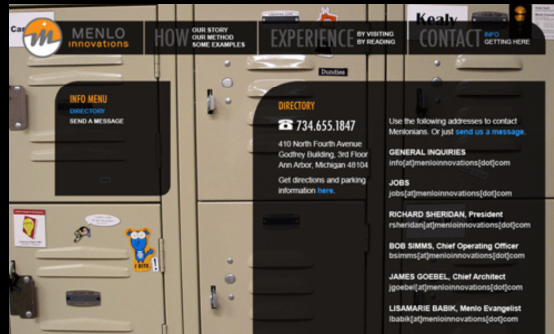 Kealy
MENLO
innovations
HOW
OUR STORY
OUR METHOD
SOME EXAMPLES
EXPERIENCE
BY VISITING
BY READING
CONTACT
INFO
GETTING HERE
Dundies
INFO MENU
DIRECTORY
SEND A MESSAGE
DIRECTORY
734.655.1847
410 North Fourth Avenue
Godfrey Building, 3rd Floor
Ann Arbor, Michigan 48104
Get directions and parking
information here.
Use the following addresses to contact
Menlonians. Or just send us a message.
GENERAL INQUIRIES
info[at]menloinnovations[dot]com
JOBS
jobs[at]menloinnovations[dot]com
RICHARD SHERIDAN, President
rsheridan[at]menloinnovations[dot]com
BOB SIMMS, Chief Operating Officer
bsimms[at]menloinnovations[dot]com
JAMES GOEBEL, Chief Architect
jgoebel[at]menloinnovations[dot]com
LISAMARIE BABIK, Menlo Evangelist
lbabik[at]menloinnovations[dot]com
I BITE